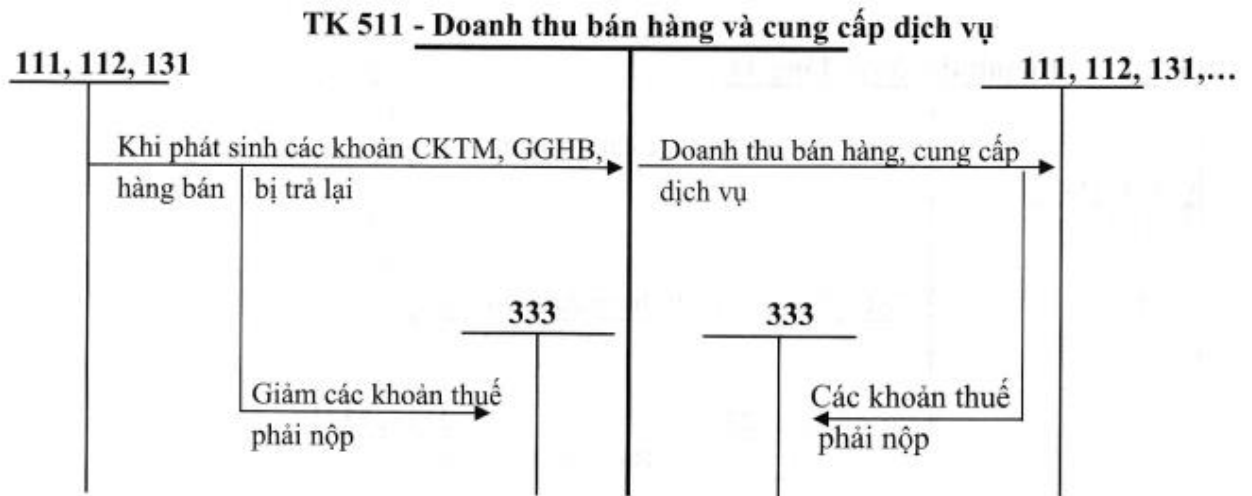 TK 511 - Doanh thu bán hàng và cung cấp dịch vụ
111, 112, 131
111, 112, 131,...
Khi phát sinh các khoản CKTM, GGHB,
hàng bán bị trả lại
Doanh thu bán hàng, cung cấp
dịch vụ
333
333
Giảm các khoản thuế
phải nộp
Các khoản thuế
phải nộp